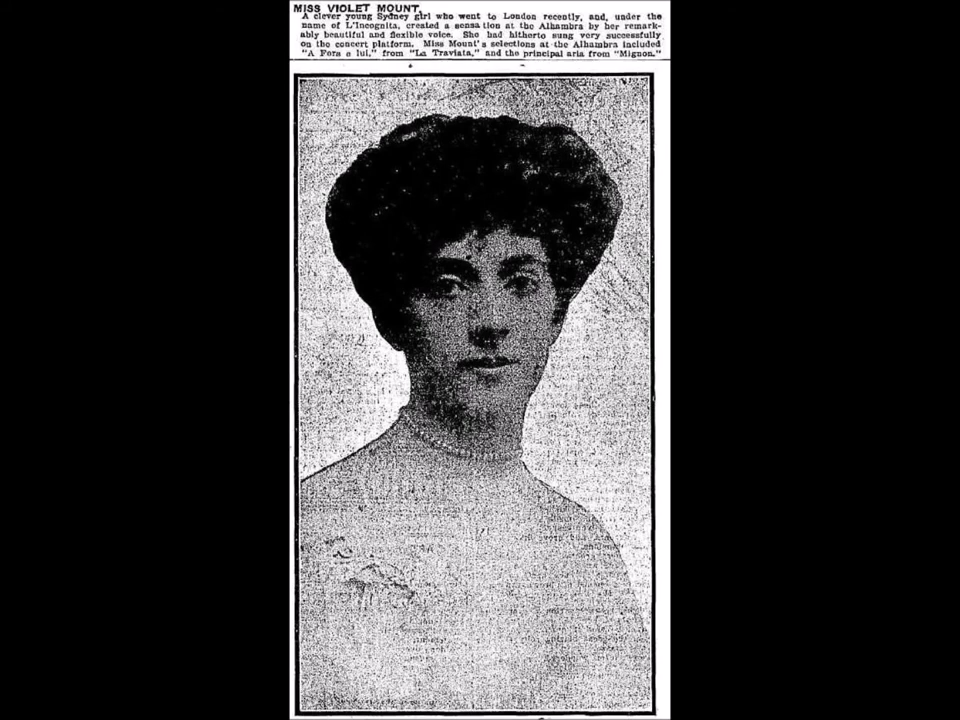 MISS VIOLET MOUNT,
A clever young Sydney girl who went to London recently, and, under the
name of L'Incognita, created a sensation at the Alhambra by her remark-
ably beautiful and flexible voice. She had hitherto sung very successfully
on the concert platform. Miss Mount's selections at the Alhambra included
"A Fors e lui," from "La Traviata," and the principal aria from "Mignon."